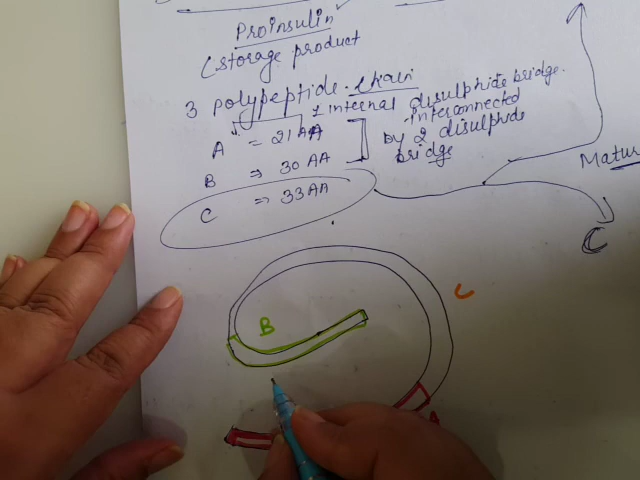 Proinsulin
(storage product
3 polypeptide chain
1 internal disulphide bridge.
A = 21 AA
interconnected
by 2 disulphide
bridge
B ⇒ 30 AA
C ⇒ 33 AA
Matur
C
B
C
A